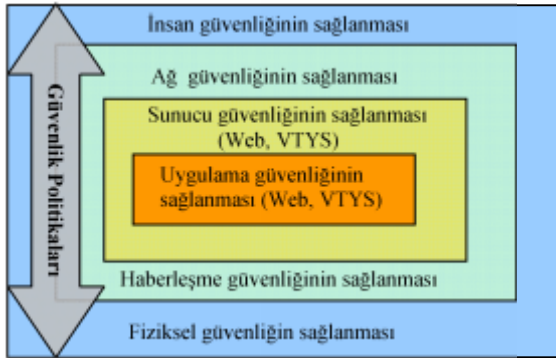 İnsan güvenliğinin sağlanması
Ağ güvenliğinin sağlanması
Sunucu güvenliğinin sağlanması
(Web, VTYS)
Uygulama güvenliğinin
sağlanması (Web, VTYS)
Haberleşme güvenliğinin sağlanması
Fiziksel güvenliğin sağlanması
Güvenlik Politikaları